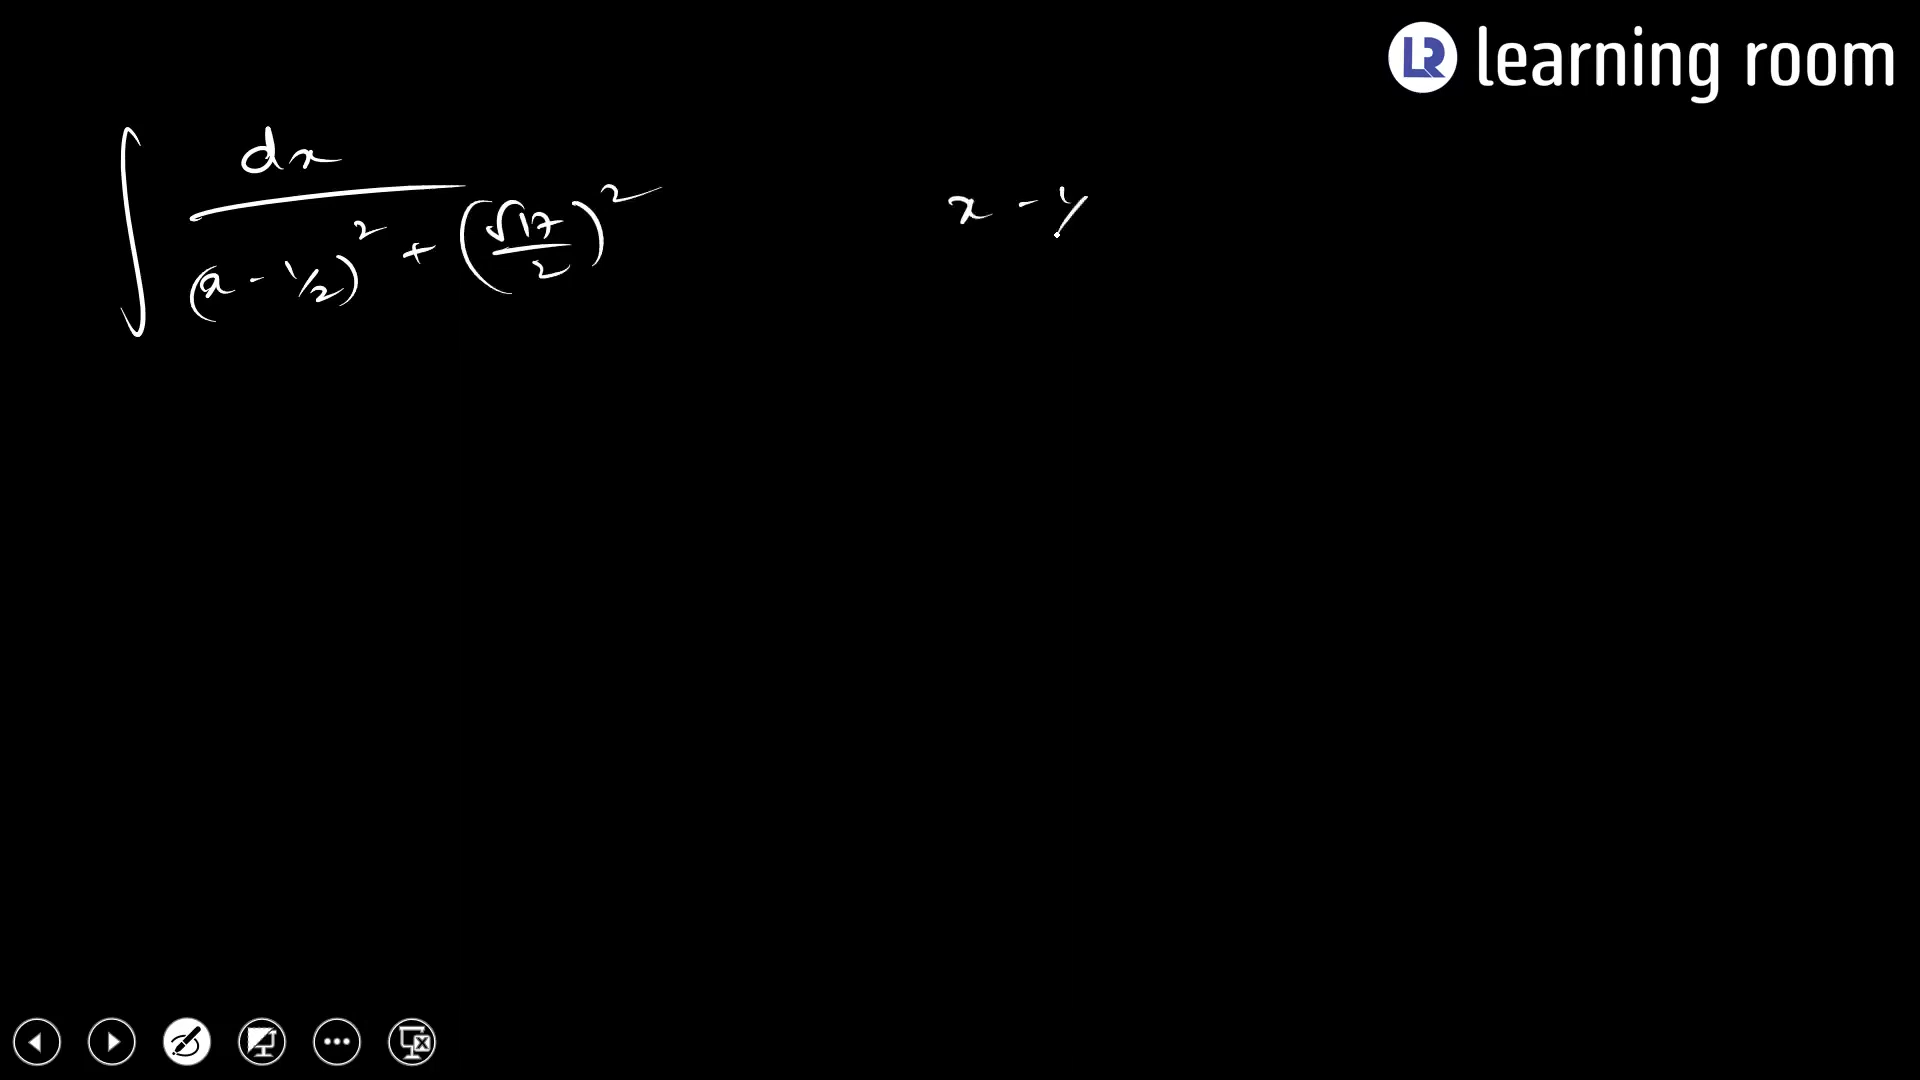 learning room
∫ dx / ((x - 1/2)² + (√17/2)²)
x - 1/